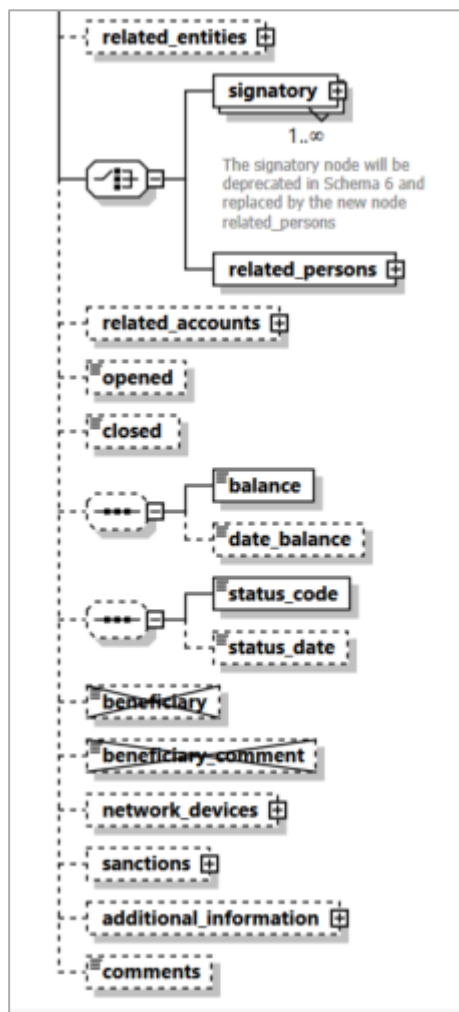 related_entities
signatory
1..∞
The signatory node will be
deprecated in Schema 6 and
replaced by the new node
related_persons
related_persons
related_accounts
opened
closed
balance
date_balance
status_code
status_date
beneficiary
beneficiary_comment
network_devices
sanctions
additional_information
comments